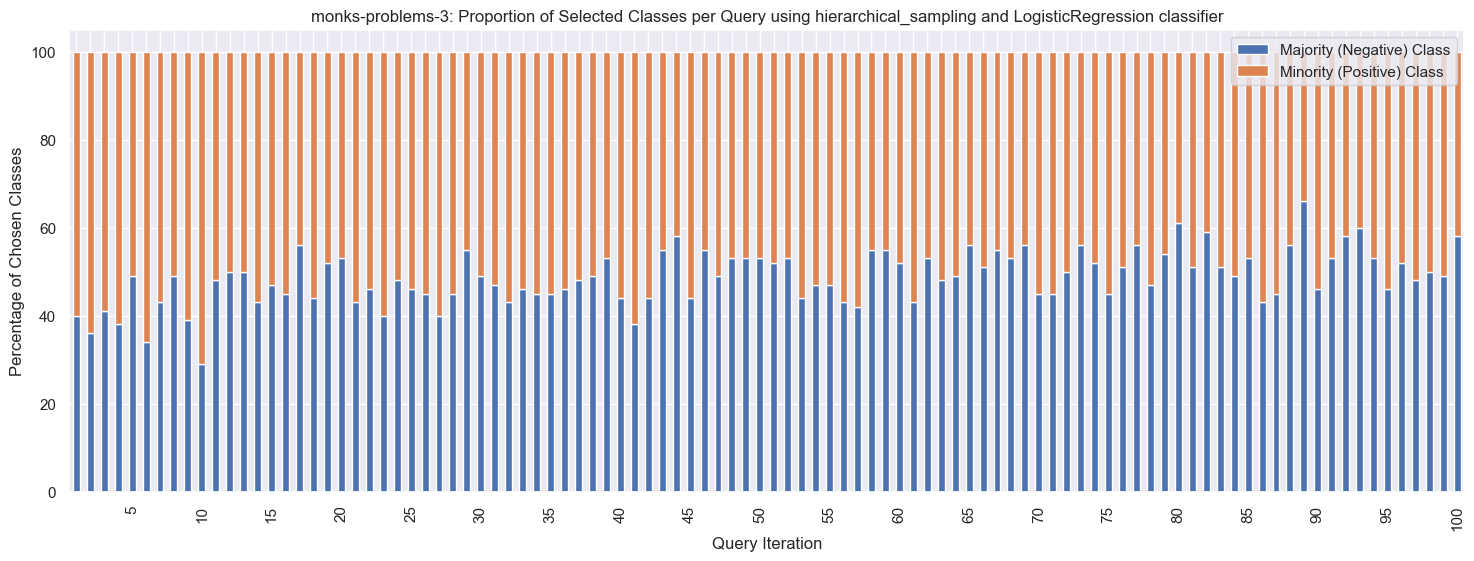 monks-problems-3: Proportion of Selected Classes per Query using hierarchical_sampling and LogisticRegression classifier
Majority (Negative) Class
Minority (Positive) Class
Percentage of Chosen Classes
100
80
60
40
20
0
5 10 15 20 25 30 35 40 45 50 55 60 65 70 75 80 85 90 95 100
Query Iteration